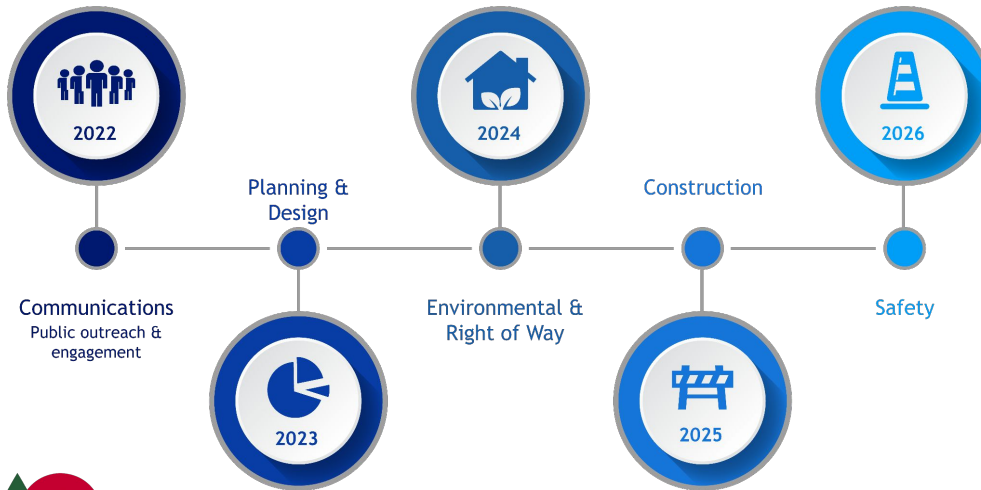 2022
2024
2026
Planning &
Design
Construction
Communications
Public outreach &
engagement
Environmental &
Right of Way
Safety
2023
2025